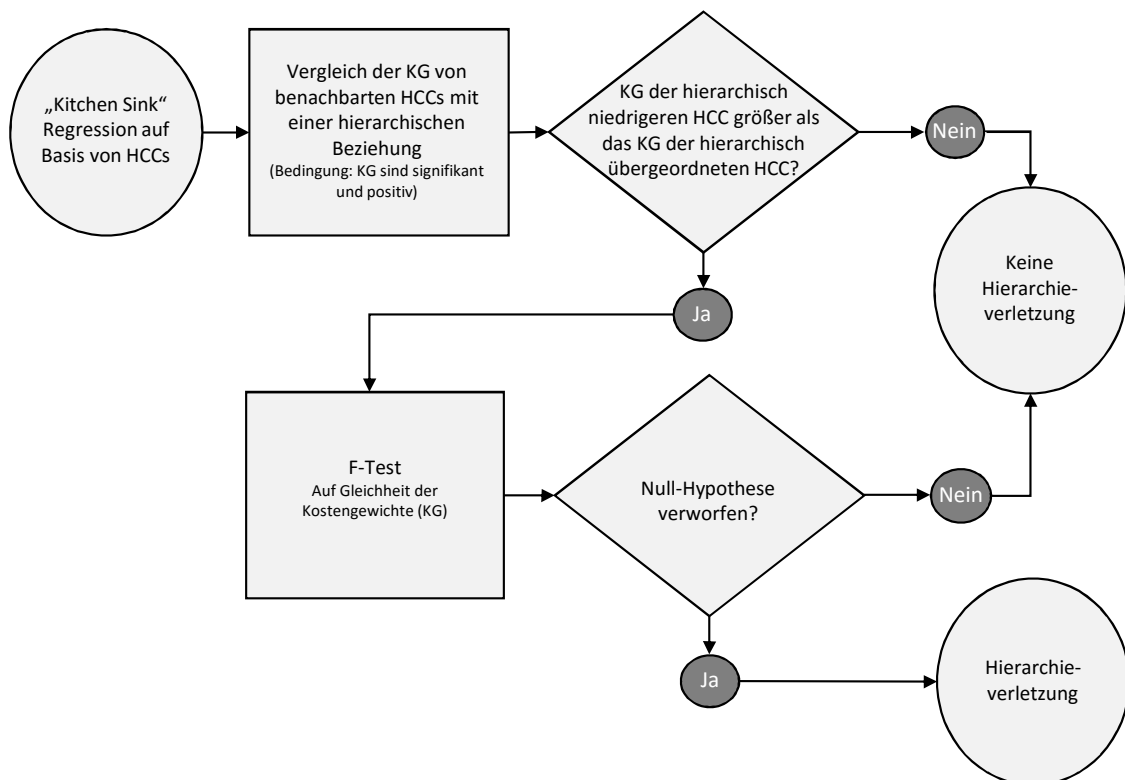 „Kitchen Sink“
Regression auf
Basis von HCCs
Vergleich der KG von
benachbarten HCCs mit
einer hierarchischen
Beziehung
(Bedingung: KG sind signifikant
und positiv)
KG der hierarchisch
niedrigeren HCC größer als
das KG der hierarchisch
übergeordneten HCC?
Nein
Keine
Hierarchie-
verletzung
Ja
F-Test
Auf Gleichheit der
Kostengewichte (KG)
Null-Hypothese
verworfen?
Nein
Ja
Hierarchie-
verletzung